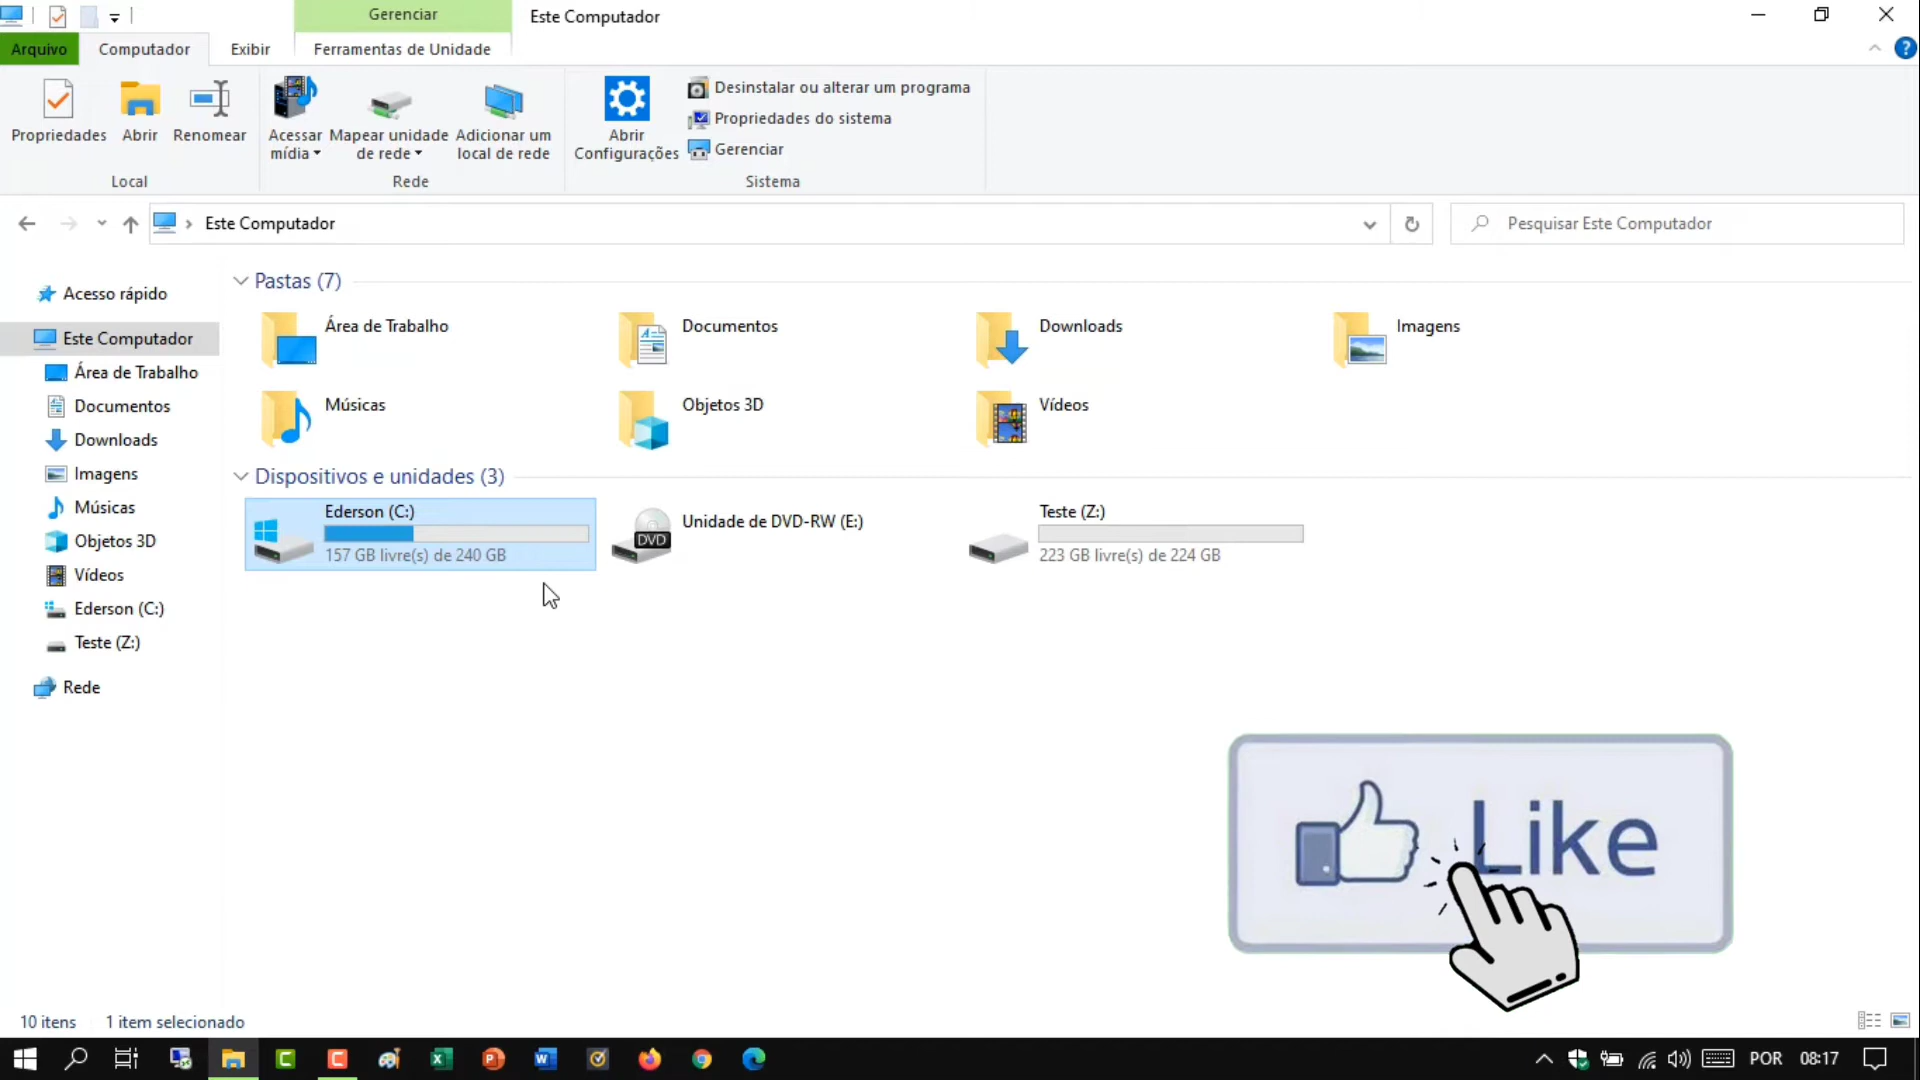 Gerenciar
Este Computador
Arquivo
Computador
Exibir
Ferramentas de Unidade
Propriedades
Abrir
Renomear
Acessar
mídia
Mapear unidade
de rede
Adicionar um
local de rede
Abrir
Configurações
Desinstalar ou alterar um programa
Propriedades do sistema
Gerenciar
Local
Rede
Sistema
Este Computador
Pesquisar Este Computador
Acesso rápido
Este Computador
Área de Trabalho
Documentos
Downloads
Imagens
Músicas
Objetos 3D
Vídeos
Ederson (C:)
Teste (Z:)
Rede
Pastas (7)
Área de Trabalho
Documentos
Downloads
Imagens
Músicas
Objetos 3D
Vídeos
Dispositivos e unidades (3)
Ederson (C:)
157 GB livre(s) de 240 GB
DVD
Unidade de DVD-RW (E:)
Teste (Z:)
223 GB livre(s) de 224 GB
Like
10 itens
1 item selecionado
POR
08:17